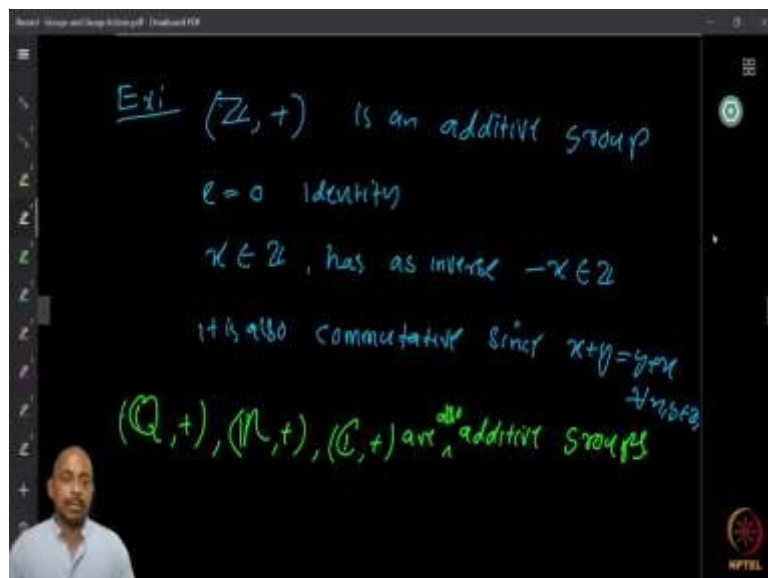 Ex: (ℤ, +) is an additive group
e = 0 identity
x ∈ ℤ, has as inverse -x ∈ ℤ
it is also commutative since x+y = y+x
(ℚ, +), (ℝ, +), (ℂ, +) are also additive groups
NPTEL